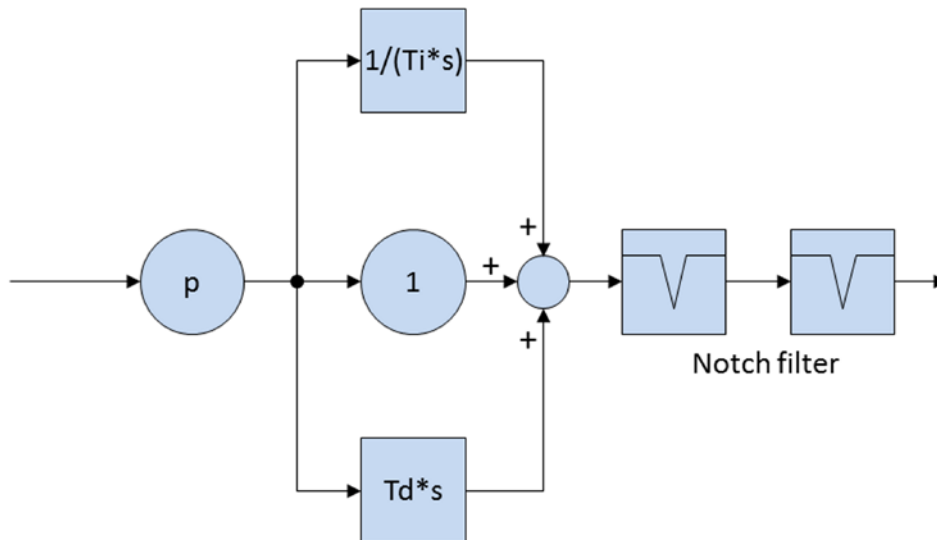 1/(Ti*s)
+
p
1
+
+
Notch filter
Td*s